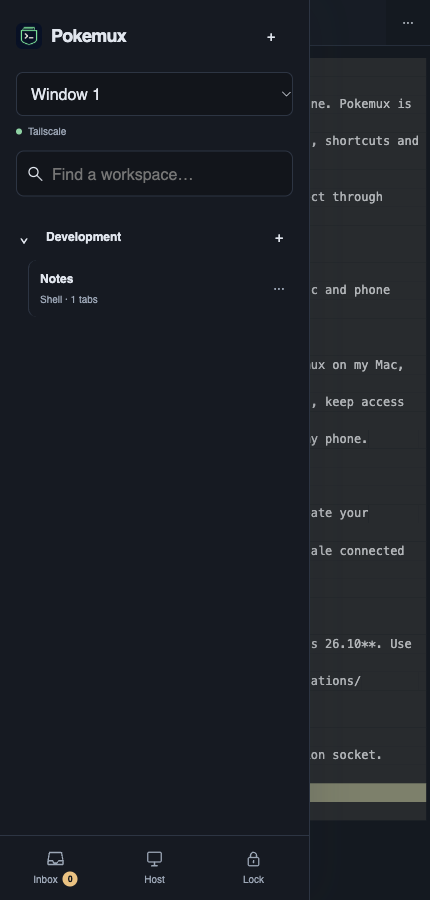 Pokemux
+
...
Window 1
Tailscale
Find a workspace…
Development
+
Notes
Shell · 1 tabs
...
ne. Pokemux is
, shortcuts and
ct through
c and phone
ux on my Mac,
, keep access
y phone.
ate your
ale connected
s 26.10**. Use
ations/
on socket.
Inbox 0
Host
Lock